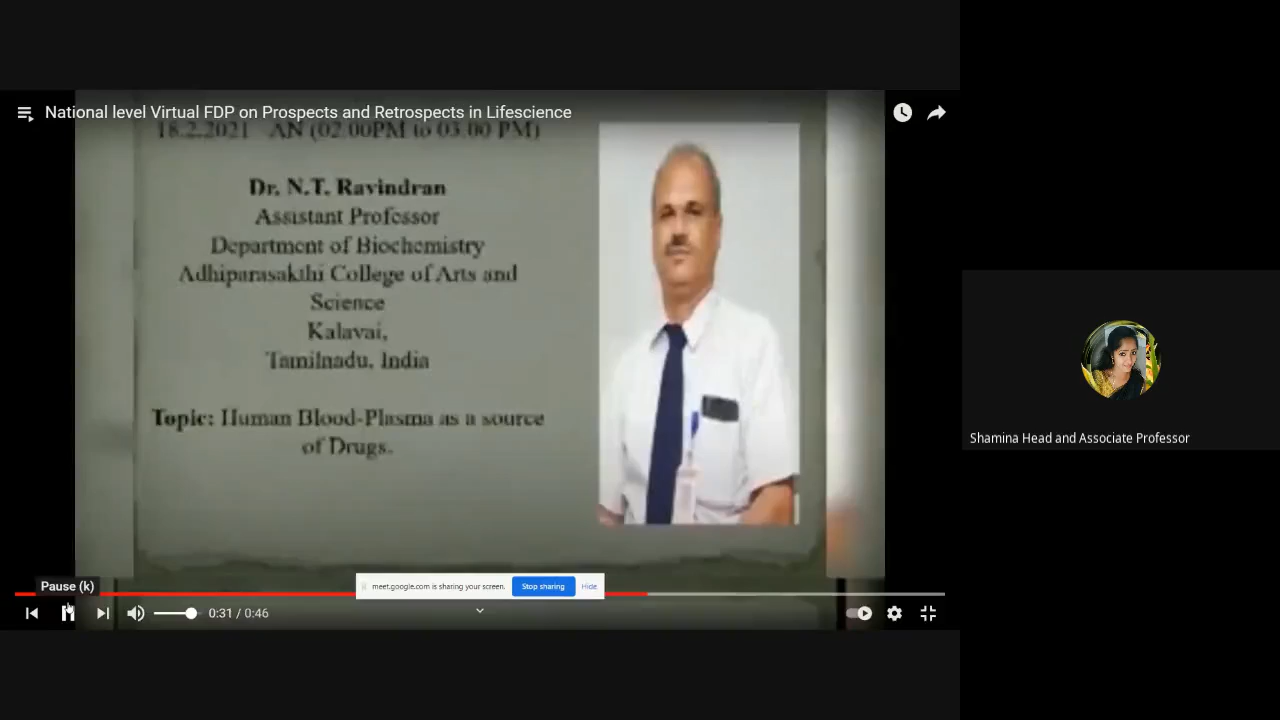 National level Virtual FDP on Prospects and Retrospects in Lifescience
18.2.2021 AN (02.00PM to 03.00 PM)
Dr. N.T. Ravindran
Assistant Professor
Department of Biochemistry
Adhiparasakthi College of Arts and
Science
Kalavai,
Tamilnadu, India
Topic: Human Blood-Plasma as a source
of Drugs.
Shamina Head and Associate Professor
Pause (k)
meet.google.com is sharing your screen. Stop sharing Hide
0:31 / 0:46